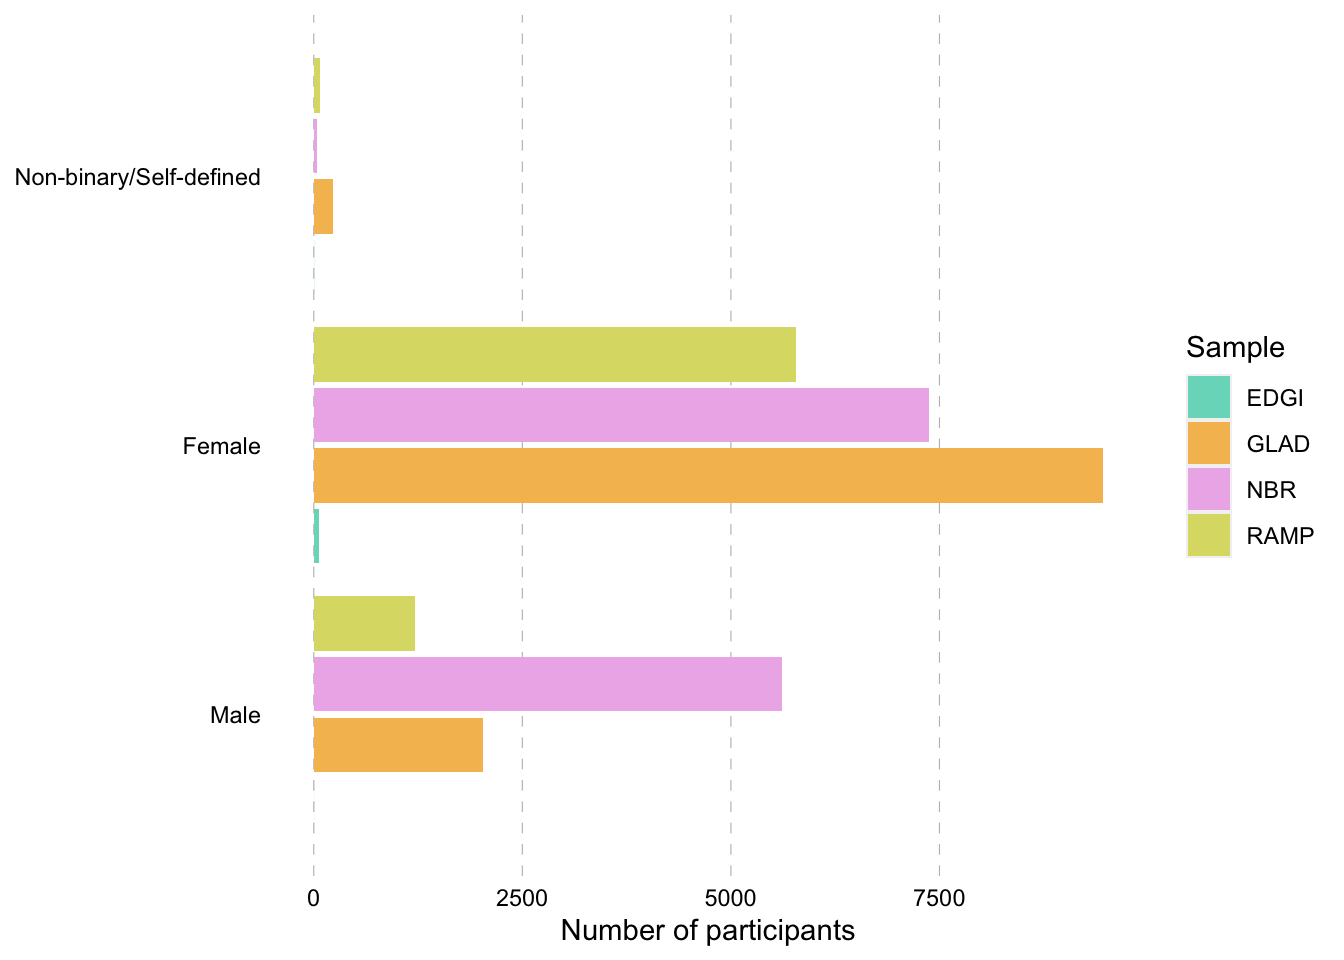 Non-binary/Self-defined
Female
Male
0
2500
5000
7500
Number of participants
Sample
EDGI
GLAD
NBR
RAMP